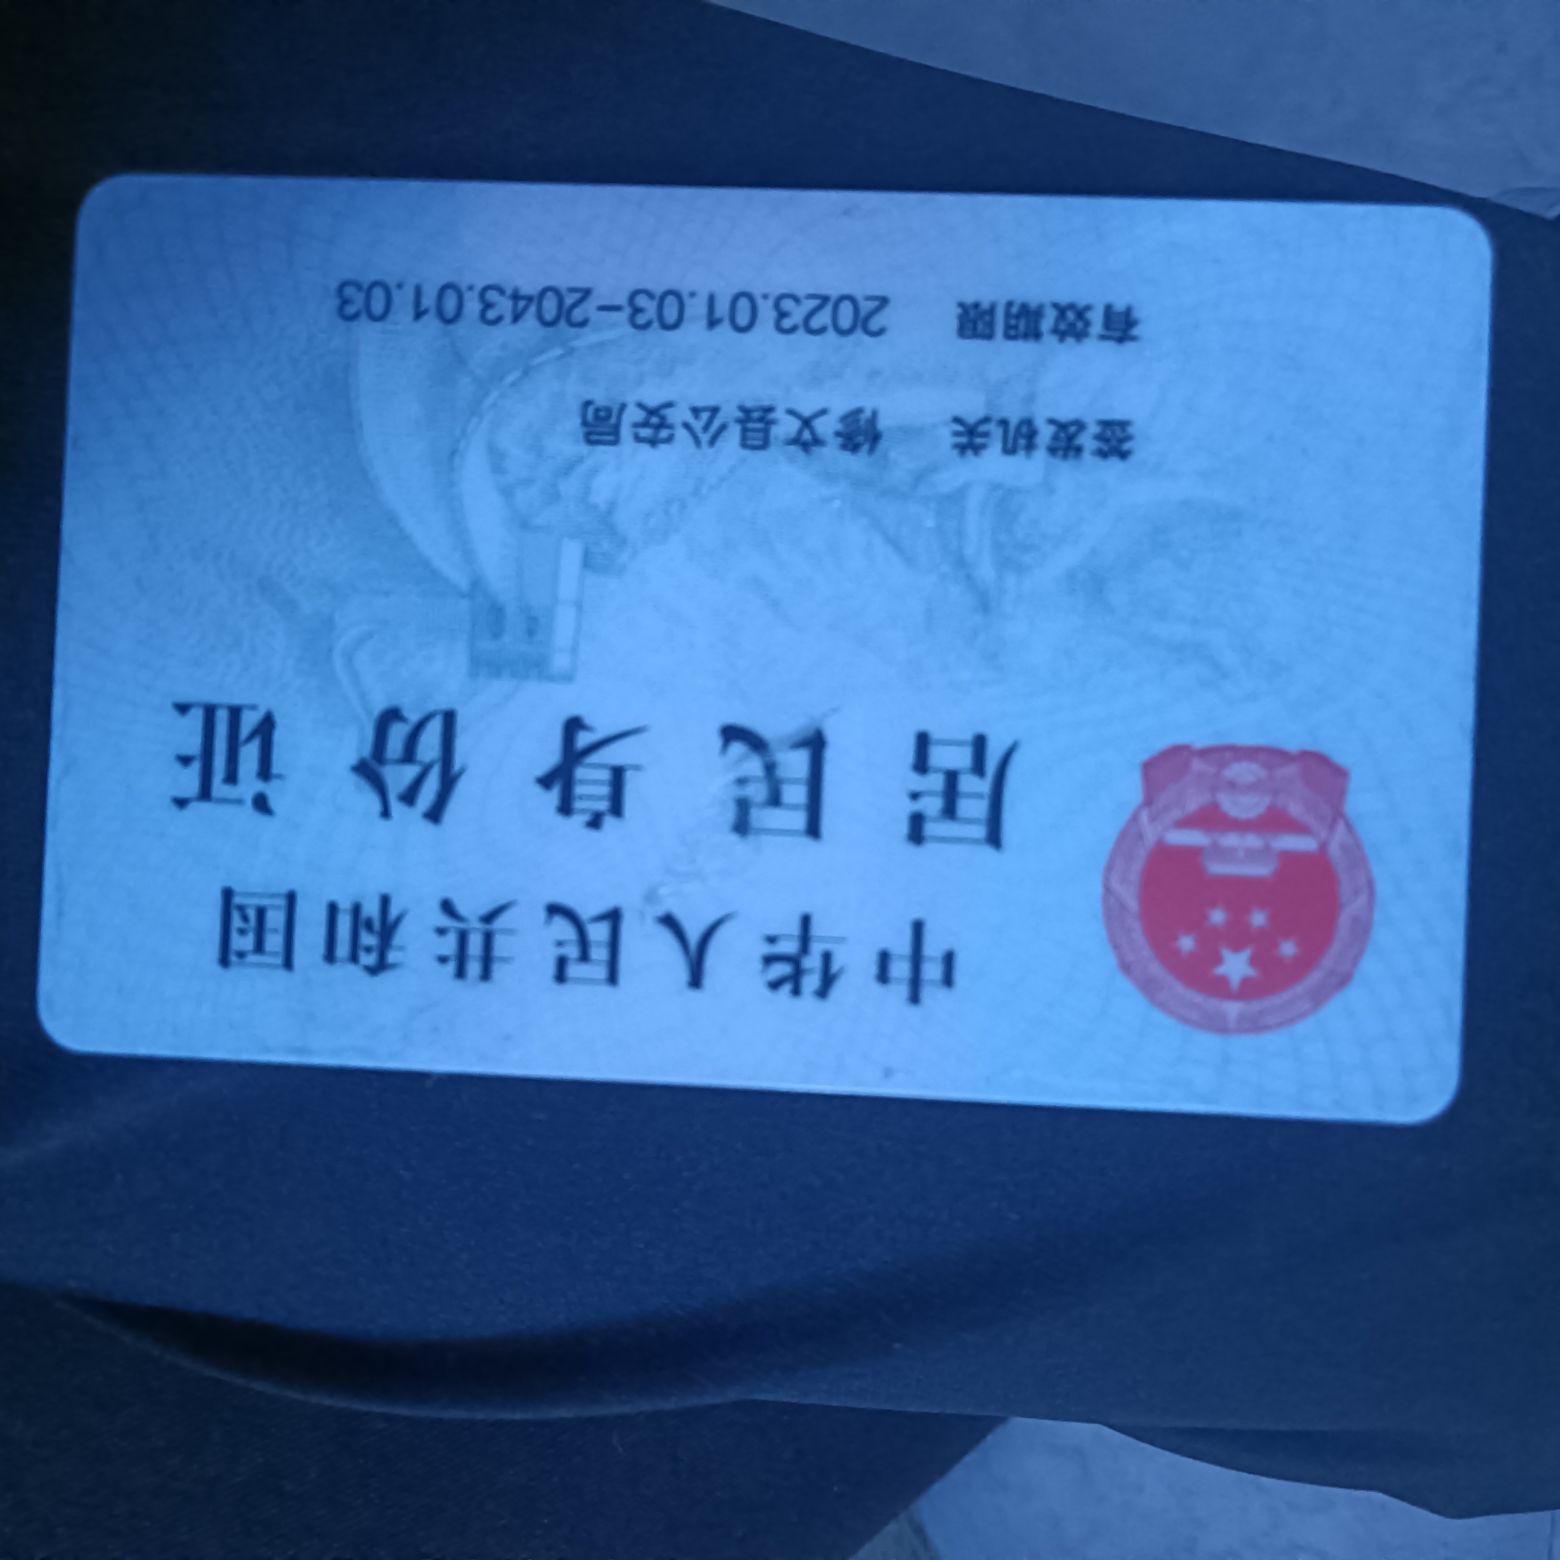 中华人民共和国
居民身份证
签发机关 修文县公安局
有效期限 2023.01.03-2043.01.03